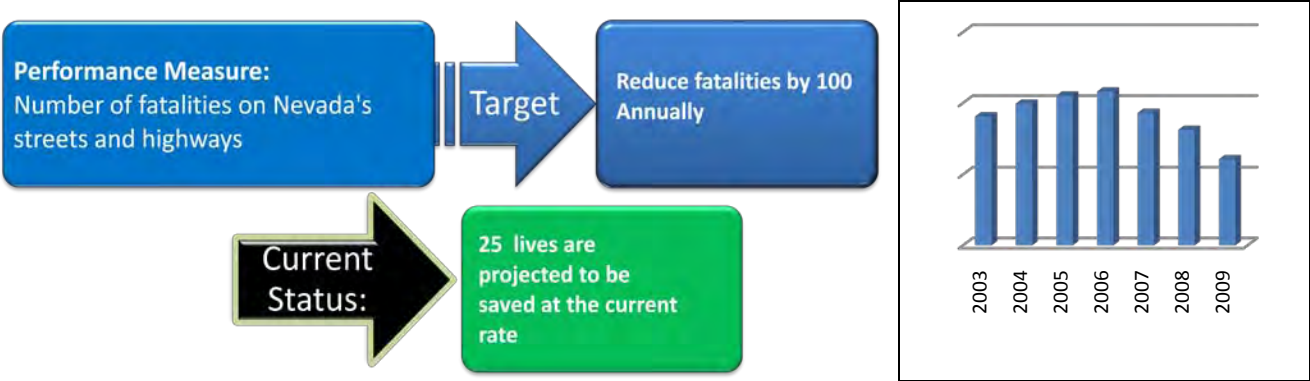 Performance Measure:
Number of fatalities on Nevada's
streets and highways
Target
Reduce fatalities by 100
Annually
Current
Status:
25 lives are
projected to be
saved at the current
rate
2003
2004
2005
2006
2007
2008
2009